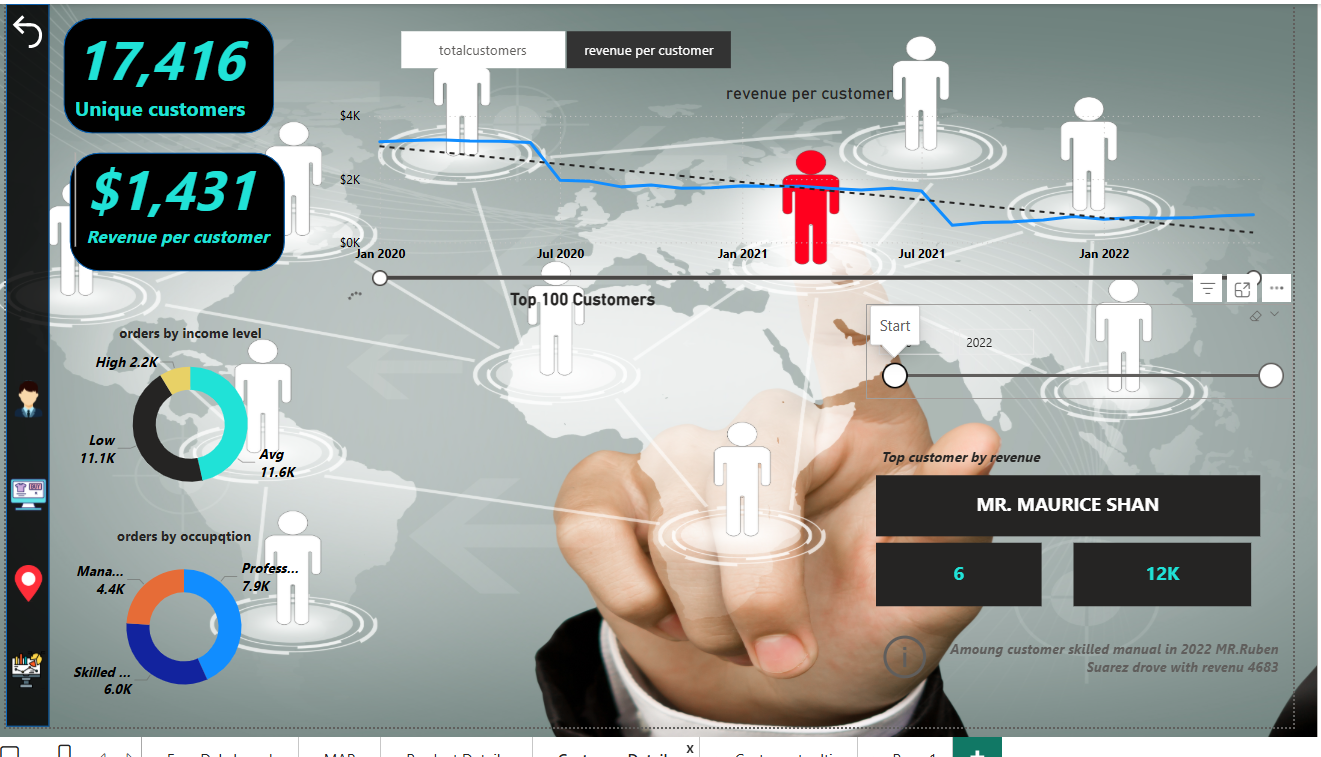 17,416
Unique customers
$1,431
Revenue per customer
totalcustomers
revenue per customer
revenue per customer
$4K
$2K
$0K
Jan 2020
Jul 2020
Jan 2021
Jul 2021
Jan 2022
Top 100 Customers
Start
2022
orders by income level
High 2.2K
Low
11.1K
Avg
11.6K
orders by occupqtion
Mana...
4.4K
Profess...
7.9K
Skilled ...
6.0K
Top customer by revenue
MR. MAURICE SHAN
6
12K
Amoung customer skilled manual in 2022 MR.Ruben
Suarez drove with revenu 4683
x